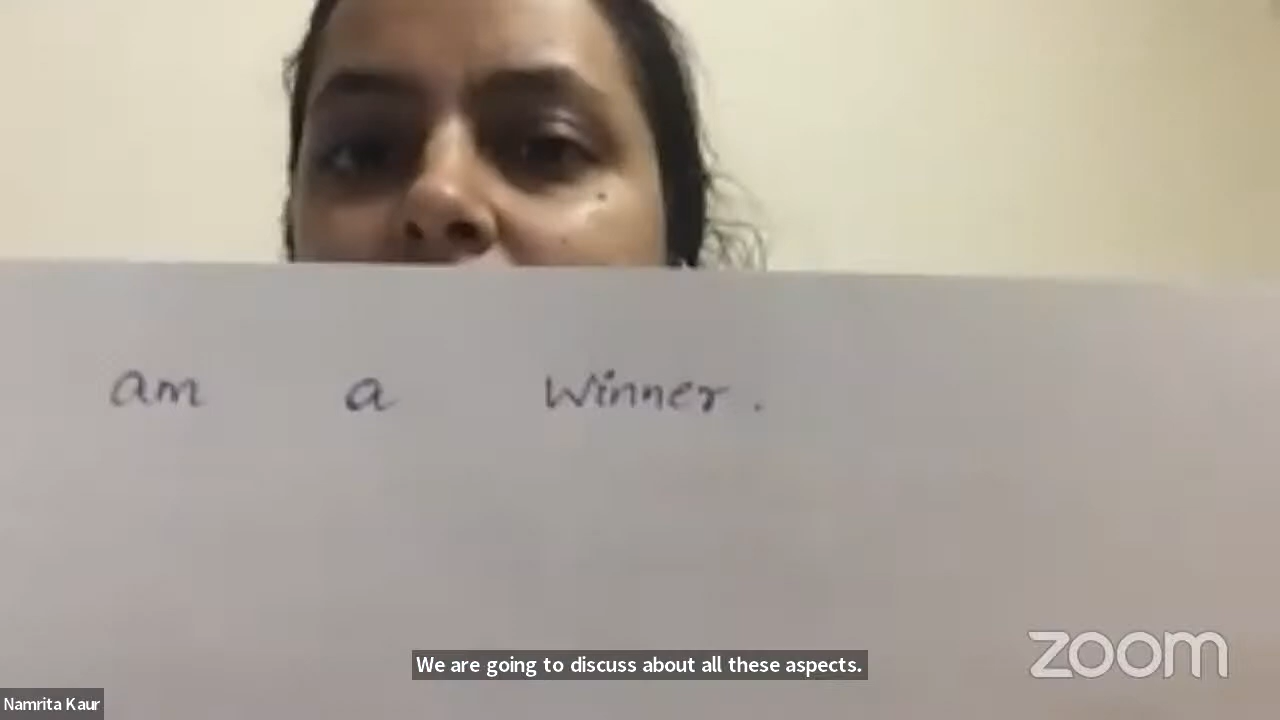 am a winner.
We are going to discuss about all these aspects.
zoom
Namrita Kaur